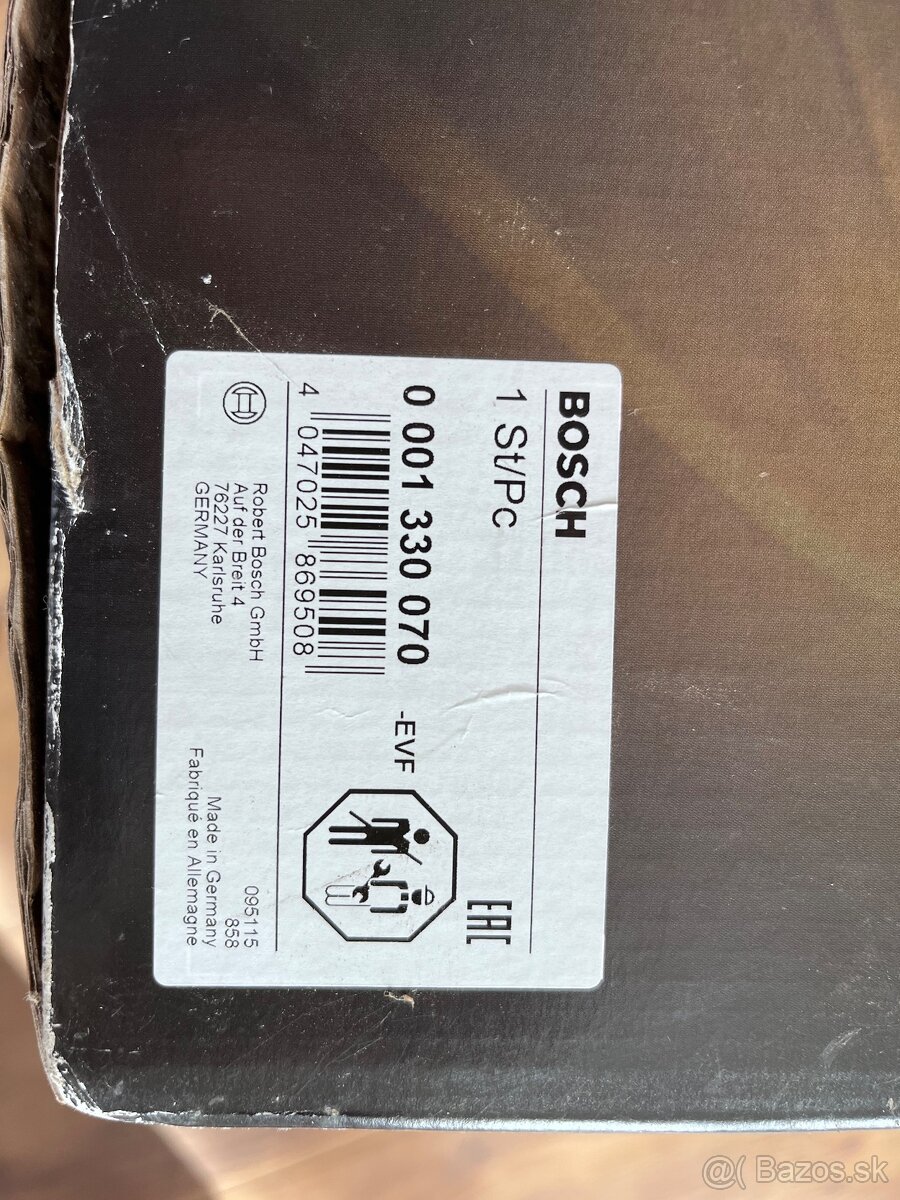 BOSCH
1 St/Pc
EAC
0 001 330 070 -EVF
4 047025 869508
Robert Bosch GmbH
Auf der Breit 4
76227 Karlsruhe
GERMANY
095115
858
Made in Germany
Fabriqué en Allemagne
@( Bazos.sk